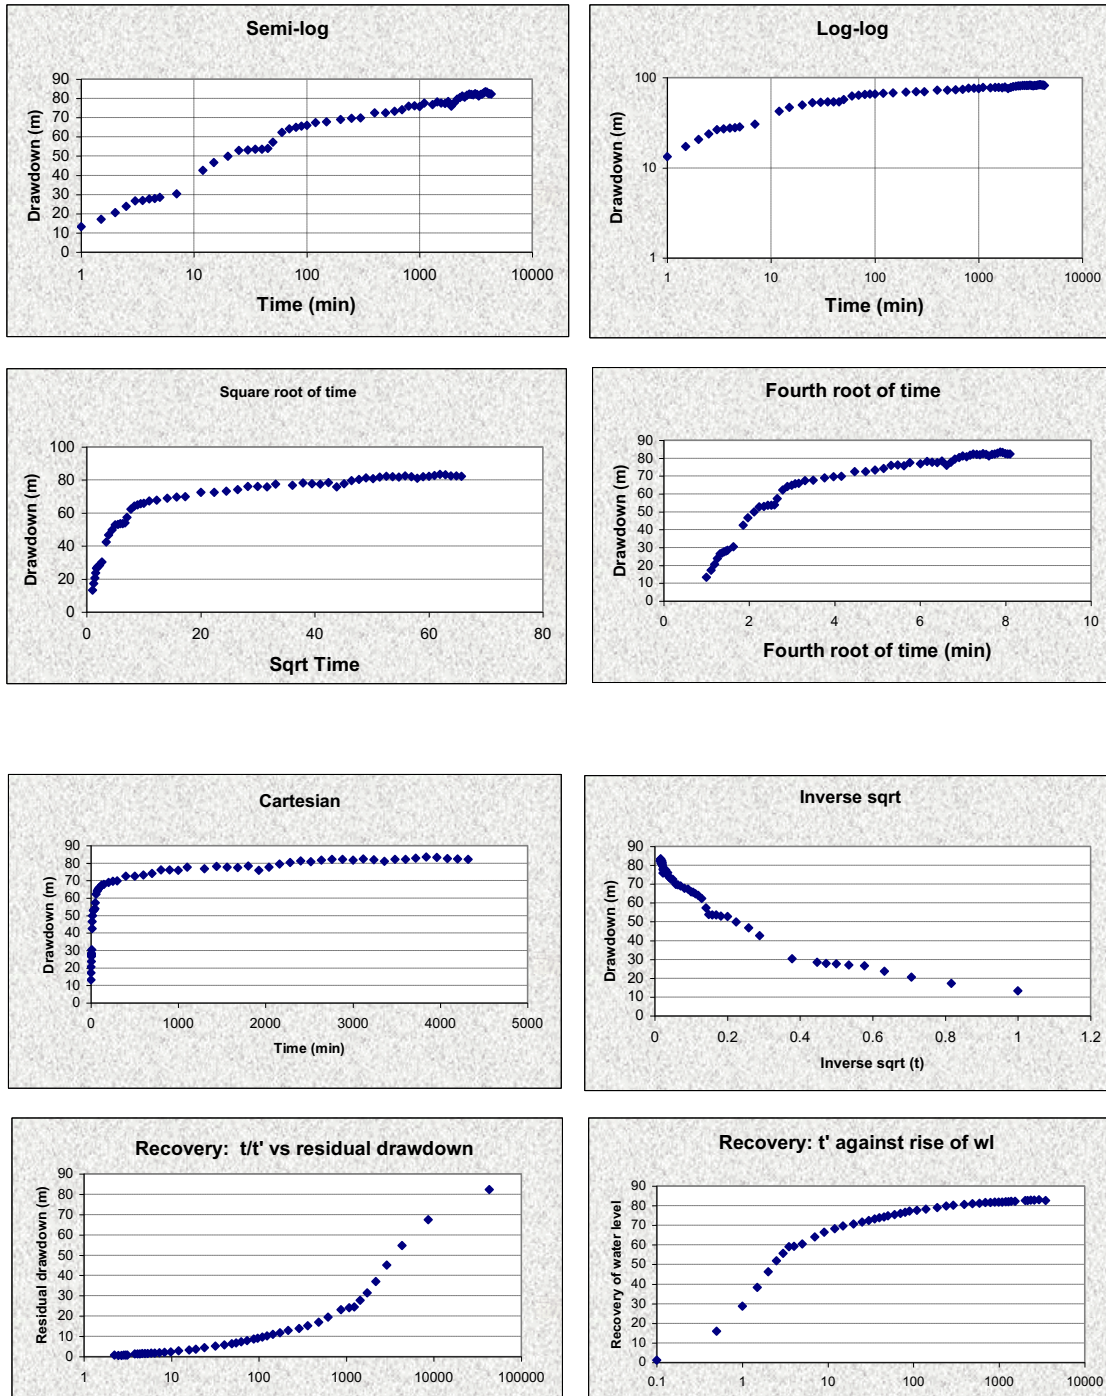 Semi-log
Drawdown (m)
90
80
70
60
50
40
30
20
10
0
1 10 100 1000 10000
Time (min)
Log-log
Drawdown (m)
100
10
1
1 10 100 1000 10000
Time (min)
Square root of time
Drawdown (m)
100
80
60
40
20
0
0 20 40 60 80
Sqrt Time
Fourth root of time
Drawdown (m)
90
80
70
60
50
40
30
20
10
0
0 2 4 6 8 10
Fourth root of time (min)
Cartesian
Drawdown (m)
90
80
70
60
50
40
30
20
10
0
0 1000 2000 3000 4000 5000
Time (min)
Inverse sqrt
Drawdown (m)
90
80
70
60
50
40
30
20
10
0
0 0.2 0.4 0.6 0.8 1 1.2
Inverse sqrt (t)
Recovery: t/t' vs residual drawdown
Residual drawdown (m)
90
80
70
60
50
40
30
20
10
0
1 10 100 1000 10000 100000
Recovery: t' against rise of wl
Recovery of water level
90
80
70
60
50
40
30
20
10
0
0.1 1 10 100 1000 10000